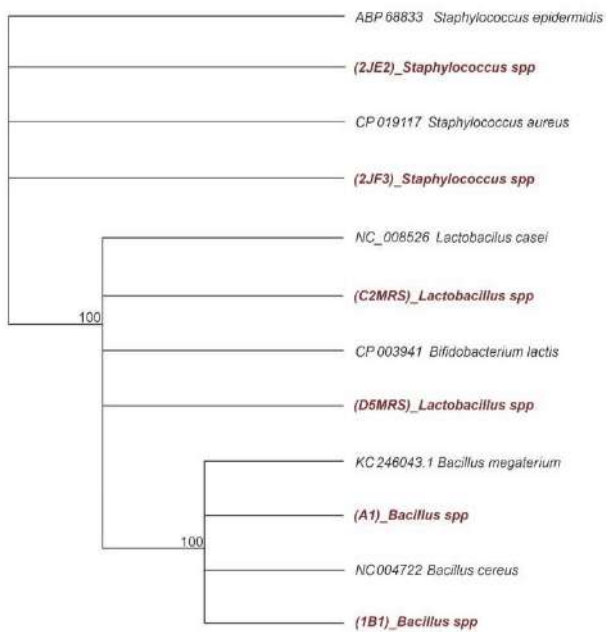 ABP 68833 Staphylococcus epidermidis
(2JE2)_Staphylococcus spp
CP 019117 Staphylococcus aureus
(2JF3)_Staphylococcus spp
NC_008526 Lactobacilus casei
100
(C2MRS)_Lactobacillus spp
CP 003941 Bifidobacterium lactis
(D5MRS)_Lactobacillus spp
KC 246043.1 Bacillus megaterium
(A1)_Bacillus spp
100
NC 004722 Bacillus cereus
(1B1)_Bacillus spp